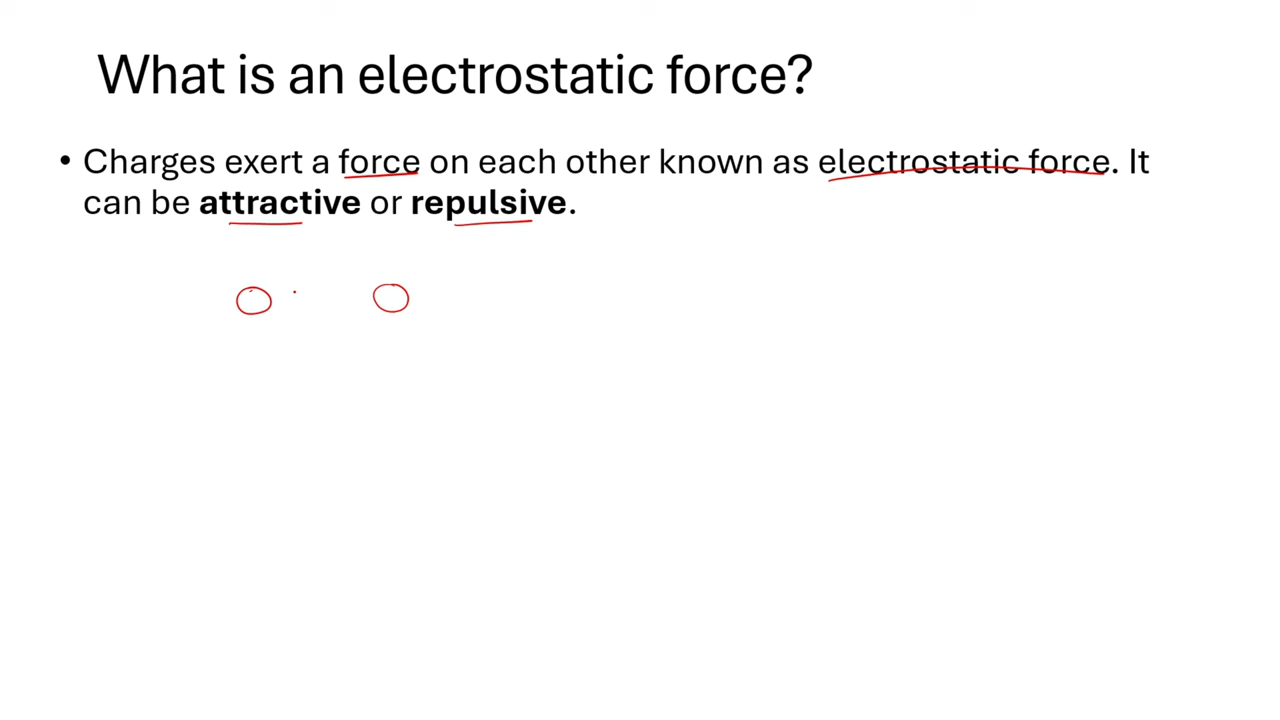 What is an electrostatic force?
• Charges exert a force on each other known as electrostatic force. It
can be attractive or repulsive.